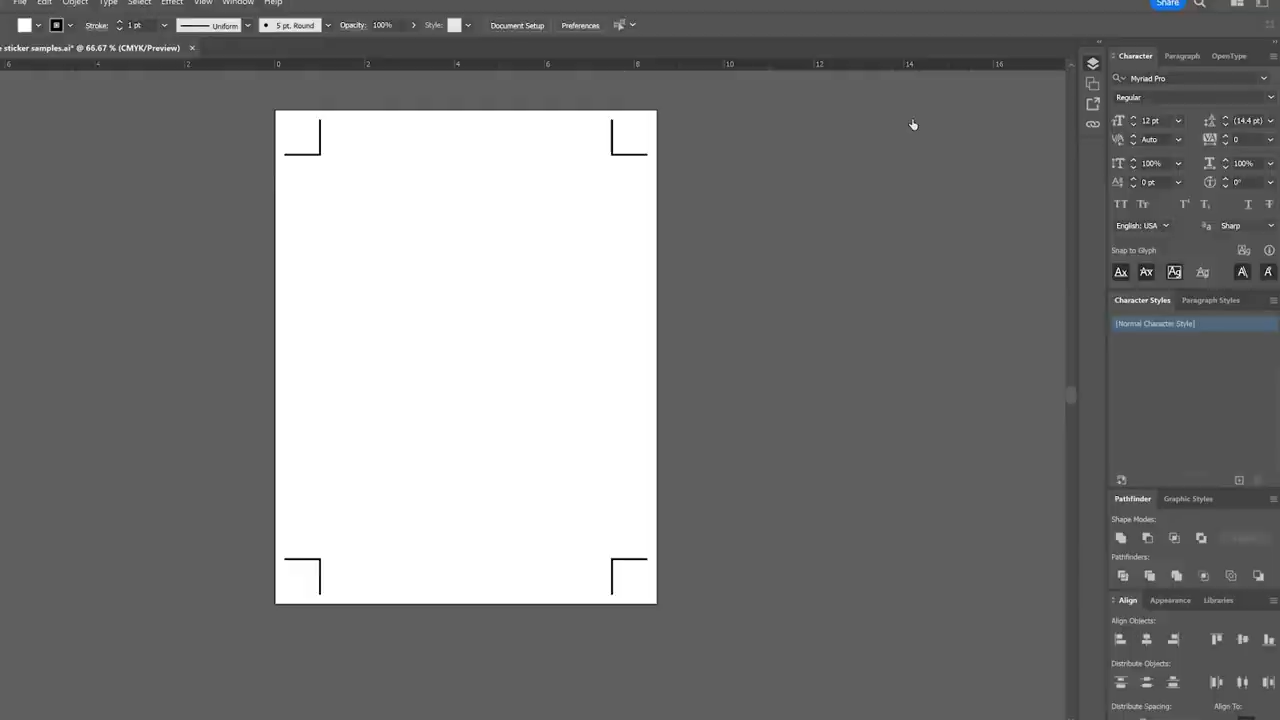 File Edit Object Type Select Effect View Window Help
Share
Stroke: 1 pt Uniform 5 pt. Round Opacity: 100% Style: Document Setup Preferences
e sticker samples.ai* @ 66.67 % (CMYK/Preview) ×
6 4 2 0 2 4 6 8 10 12 14 16
Character Paragraph OpenType
Myriad Pro
Regular
12 pt (14.4 pt)
Auto 0
100% 100%
0 pt 0°
English: USA Sharp
Snap to Glyph
Character Styles Paragraph Styles
[Normal Character Style]
Pathfinder Graphic Styles
Shape Modes:
Pathfinders:
Align Appearance Libraries
Align Objects:
Distribute Objects:
Distribute Spacing: Align To: